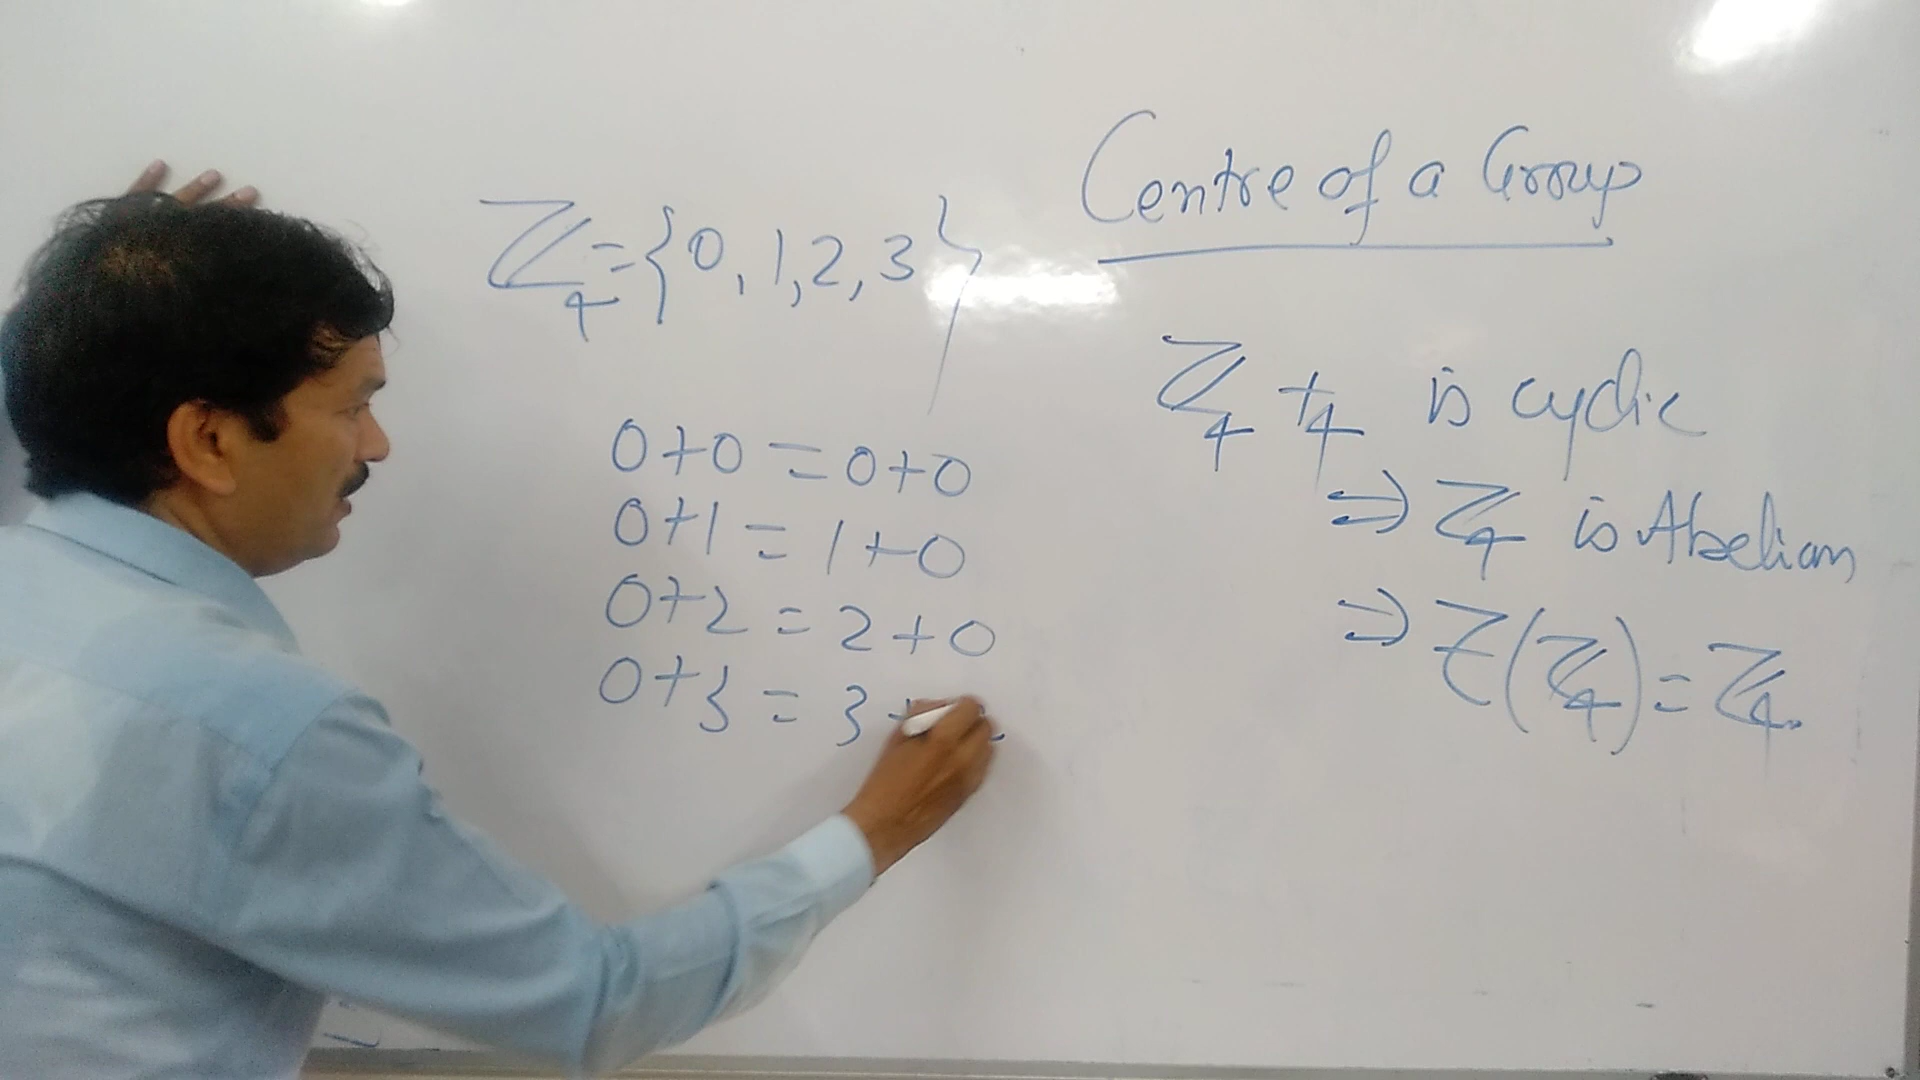 Centre of a Group
Z₄ = {0, 1, 2, 3}
0+0 = 0+0
0+1 = 1+0
0+2 = 2+0
0+3 = 3
Z₄ +₄ is cyclic
⇒ Z₄ is Abelian
⇒ Z(Z₄) = Z₄.